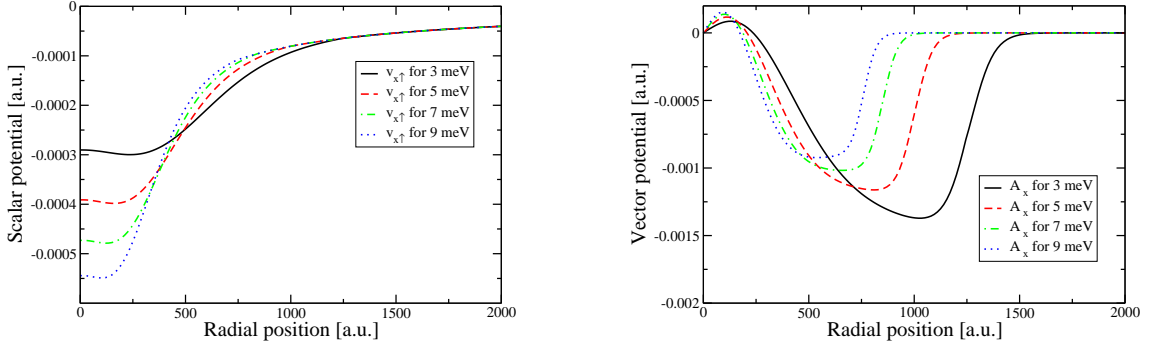 -0.0001
-0.0002
-0.0003
-0.0004
-0.0005
Scalar potential [a.u.]
v_x↑ for 3 meV
v_x↑ for 5 meV
v_x↑ for 7 meV
v_x↑ for 9 meV
0 500 1000 1500 2000
Radial position [a.u.]
0
-0.0005
-0.001
-0.0015
-0.002
Vector potential [a.u.]
A_x for 3 meV
A_x for 5 meV
A_x for 7 meV
A_x for 9 meV
0 500 1000 1500 2000
Radial position [a.u.]